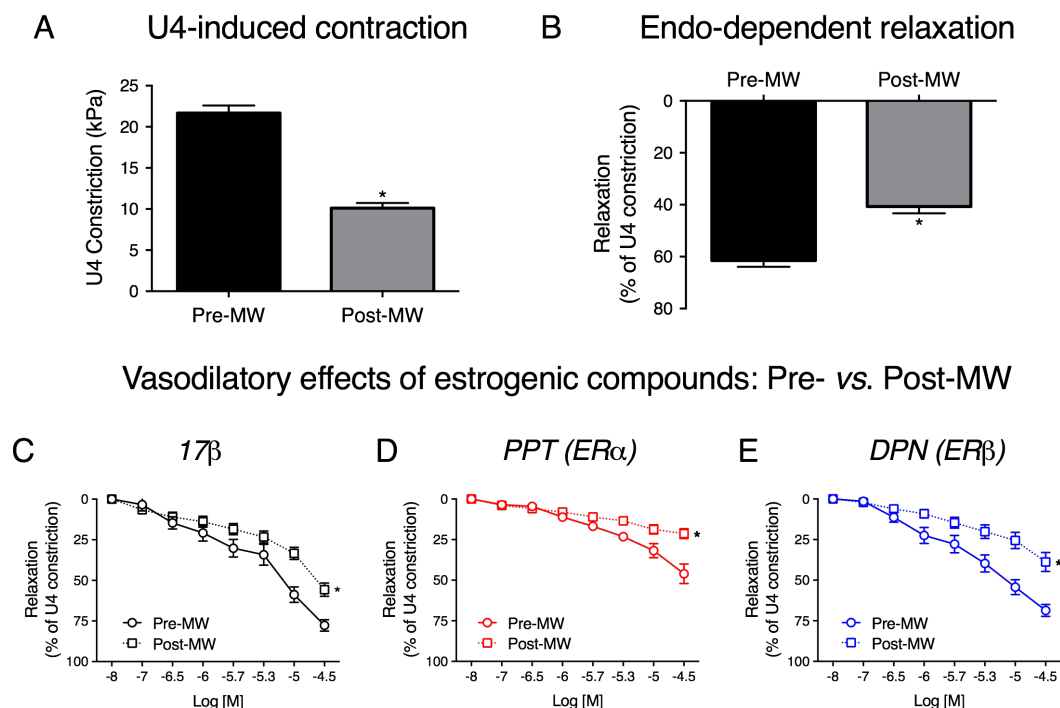 A
U4-induced contraction
U4 Constriction (kPa)
25
20
15
10
5
0
*
Pre-MW
Post-MW
B
Endo-dependent relaxation
Pre-MW
Post-MW
Relaxation
(% of U4 constriction)
0
20
40
60
80
*
Vasodilatory effects of estrogenic compounds: Pre- vs. Post-MW
C
17β
Relaxation
(% of U4 constriction)
0
25
50
75
100
*
Pre-MW
Post-MW
-8 -7 -6.5 -6 -5.7 -5.3 -5 -4.5
Log [M]
D
PPT (ERα)
Relaxation
(% of U4 constriction)
0
25
50
75
100
*
Pre-MW
Post-MW
-8 -7 -6.5 -6 -5.7 -5.3 -5 -4.5
Log [M]
E
DPN (ERβ)
Relaxation
(% of U4 constriction)
0
25
50
75
100
*
Pre-MW
Post-MW
-8 -7 -6.5 -6 -5.7 -5.3 -5 -4.5
Log [M]